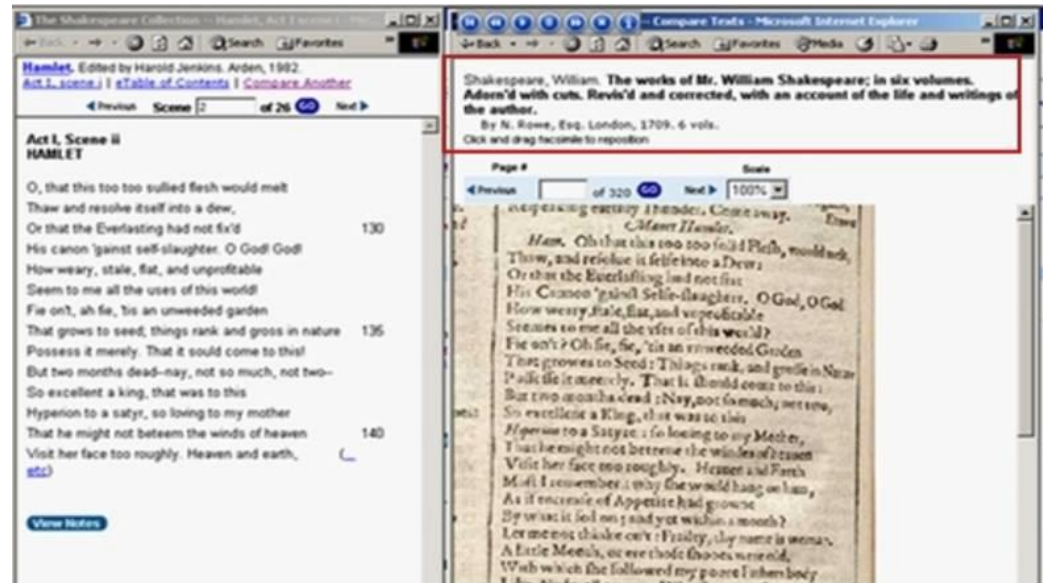 The Shakespeare Collection -- Hamlet, Act I scene i -
Back
Search
Favorites
Hamlet. Edited by Harold Jenkins. Arden, 1982.
Act I, scene i | eTable of Contents | Compare Another
Previous Scene 2 of 26 GO Next
Act I, Scene ii
HAMLET
O, that this too too sullied flesh would melt
Thaw and resolve itself into a dew,
Or that the Everlasting had not fix'd 130
His canon 'gainst self-slaughter. O God! God!
How weary, stale, flat, and unprofitable
Seem to me all the uses of this world!
Fie on't, ah fie, 'tis an unweeded garden
That grows to seed; things rank and gross in nature 135
Possess it merely. That it sould come to this!
But two months dead--nay, not so much, not two--
So excellent a king, that was to this
Hyperion to a satyr, so loving to my mother
That he might not beteem the winds of heaven 140
Visit her face too roughly. Heaven and earth, (...
etc)
View Notes
- Compare Texts - Microsoft Internet Explorer
Back Search Favorites Media
Shakespeare, William. The works of Mr. William Shakespeare; in six volumes.
Adorn'd with cuts. Revis'd and corrected, with an account of the life and writings of
the author.
By N. Rowe, Esq. London, 1709. 6 vols.
Click and drag facsimile to reposition
Page # Scale
Previous of 320 GO Next 100%
Thunder. Come away.
Manet Hamlet.
Ham. Oh that this too too solid Flesh, would melt,
Thaw, and resolue it selfe into a Dew:
Or that the Euerlasting had not fixt
His Cannon 'gainst Selfe-slaughter. O God, O God
How weary, stale, flat, and vnprofitable
Seemes to me all the vses of this world?
Fie on't? Oh fie, fie, 'tis an vnweeded Garden
That growes to Seed: Things rank, and grosse in Nature
Possesse it meerely. That it should come to this:
But two months dead: Nay, not so much; not two,
So excellent a King, that was to this
Hiperion to a Satyre: so louing to my Mother,
That he might not beteene the windes of heauen
Visit her face too roughly. Heauen and Earth
Must I remember: why she would hang on him,
As if encrease of Appetite had growne
By what it fed on; and yet within a month?
Let me not thinke on't: Frailty, thy name is woman.
A little Month, or ere those shooes were old,
With which she followed my poore Fathers body